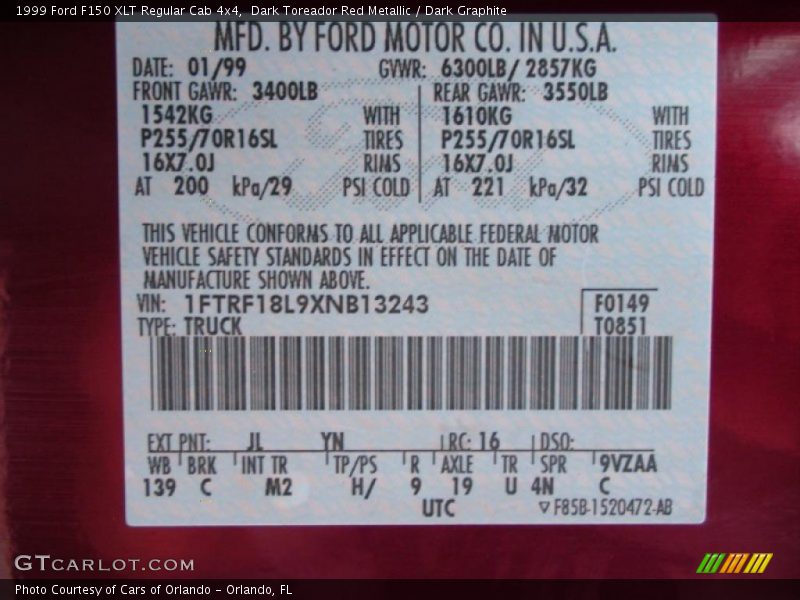 1999 Ford F150 XLT Regular Cab 4x4, Dark Toreador Red Metallic / Dark Graphite
MFD. BY FORD MOTOR CO. IN U.S.A.
DATE: 01/99 GVWR: 6300LB/ 2857KG
FRONT GAWR: 3400LB REAR GAWR: 3550LB
1542KG WITH 1610KG WITH
P255/70R16SL TIRES P255/70R16SL TIRES
16X7.0J RIMS 16X7.0J RIMS
AT 200 kPa/29 PSI COLD AT 221 kPa/32 PSI COLD
THIS VEHICLE CONFORMS TO ALL APPLICABLE FEDERAL MOTOR
VEHICLE SAFETY STANDARDS IN EFFECT ON THE DATE OF
MANUFACTURE SHOWN ABOVE.
VIN: 1FTRF18L9XNB13243 F0149
TYPE: TRUCK T0851
EXT PNT: JL YN RC: 16 DSO:
WB BRK INT TR TP/PS R AXLE TR SPR 9VZAA
139 C M2 H/ 9 19 U 4N C
UTC ▽ F85B-1520472-AB
GTCARLOT.COM
Photo Courtesy of Cars of Orlando - Orlando, FL